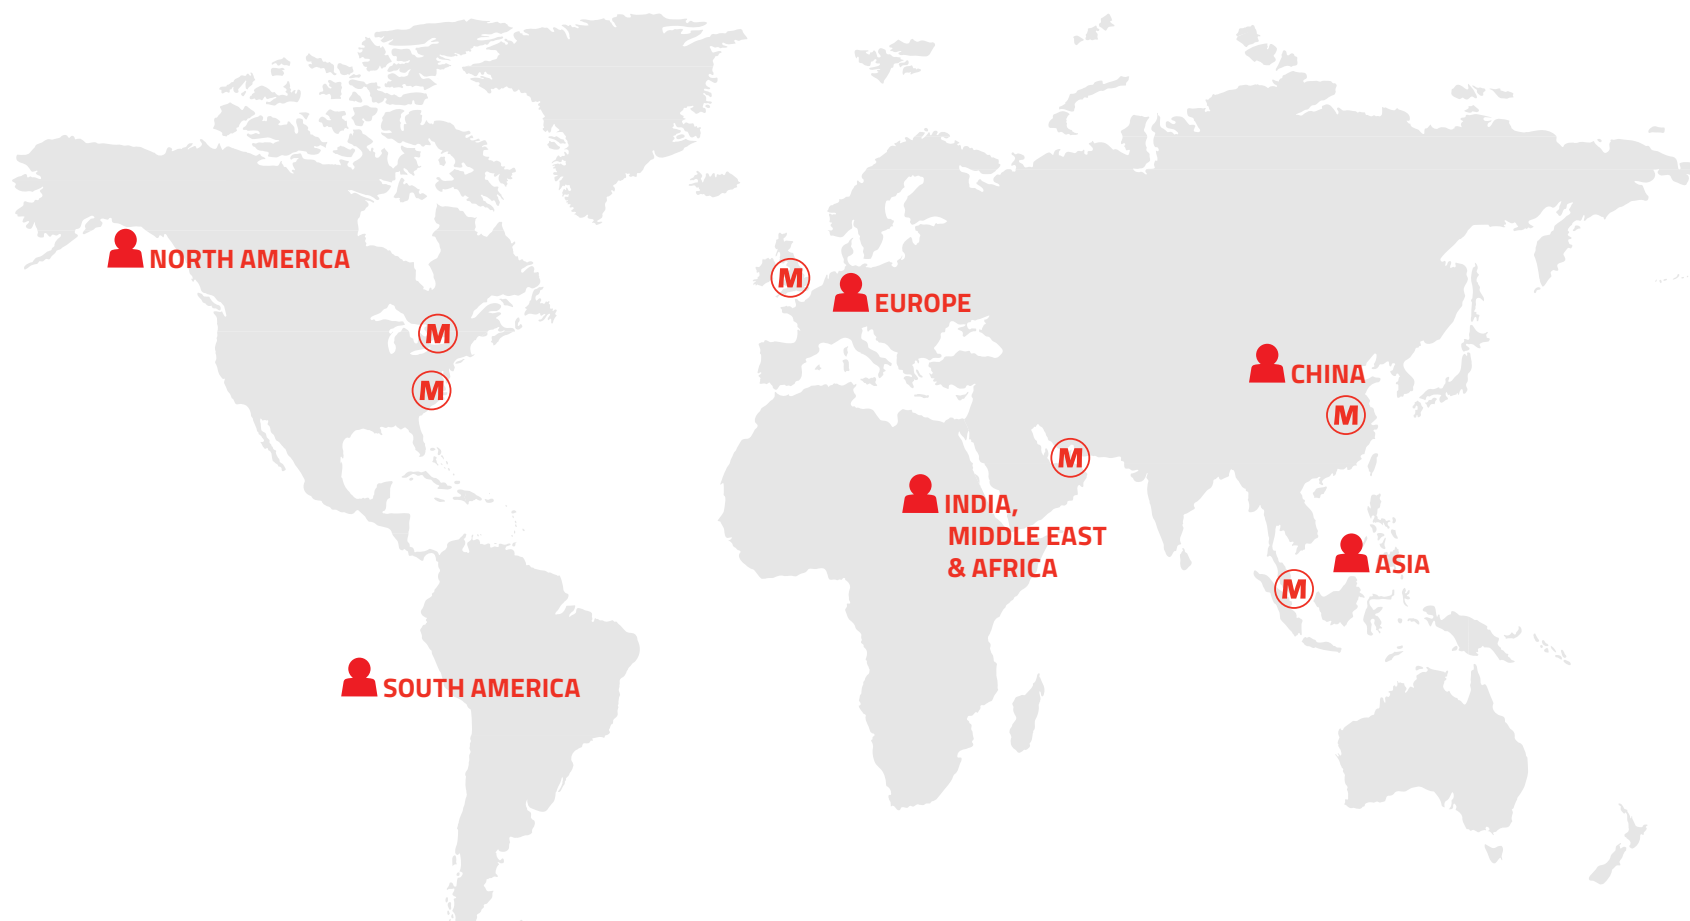 NORTH AMERICA
M
EUROPE
M
M
CHINA
M
M
INDIA,
MIDDLE EAST
& AFRICA
ASIA
M
SOUTH AMERICA